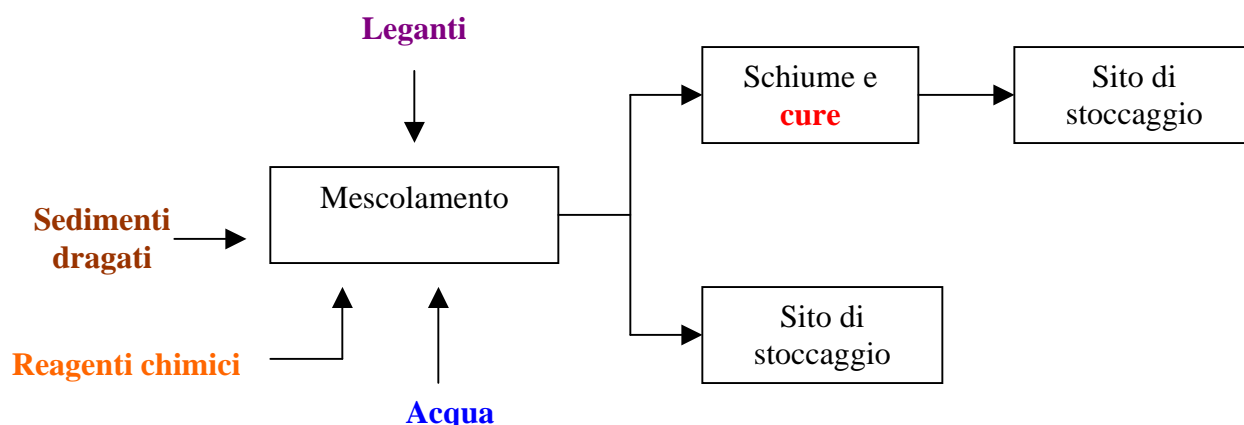 Leganti
Schiume e
cure
Sito di
stoccaggio
Mescolamento
Sedimenti
dragati
Sito di
stoccaggio
Reagenti chimici
Acqua